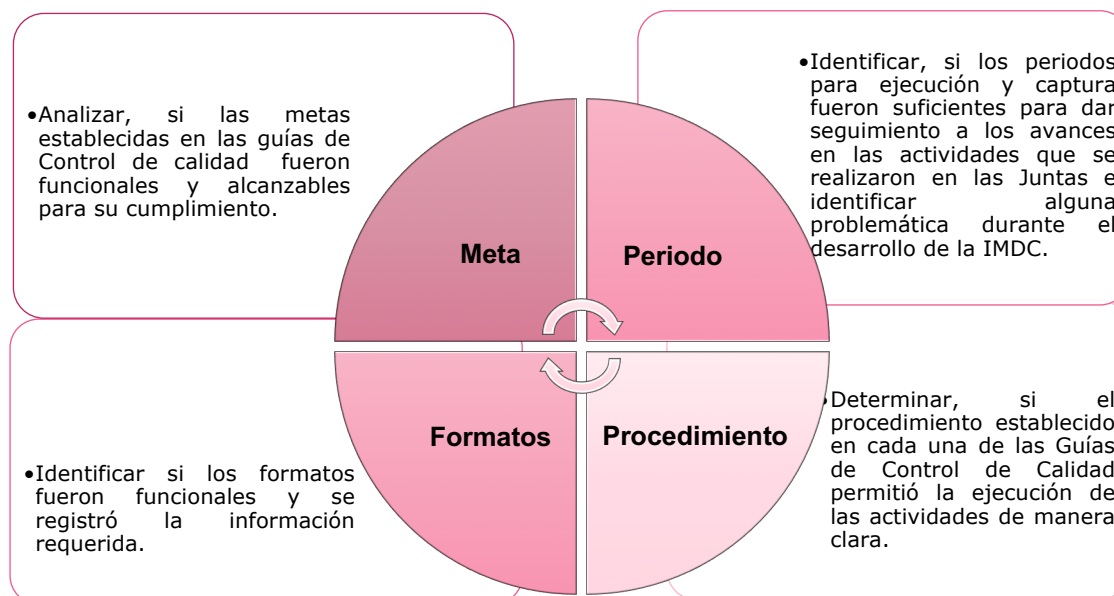 •Analizar, si las metas
establecidas en las guías de
Control de calidad fueron
funcionales y alcanzables
para su cumplimiento.
Meta
Periodo
•Identificar, si los periodos
para ejecución y captura
fueron suficientes para dar
seguimiento a los avances
en las actividades que se
realizaron en las Juntas e
identificar alguna
problemática durante el
desarrollo de la IMDC.
•Identificar si los formatos
fueron funcionales y se
registró la información
requerida.
Formatos
Procedimiento
•Determinar, si el
procedimiento establecido
en cada una de las Guías
de Control de Calidad
permitió la ejecución de
las actividades de manera
clara.